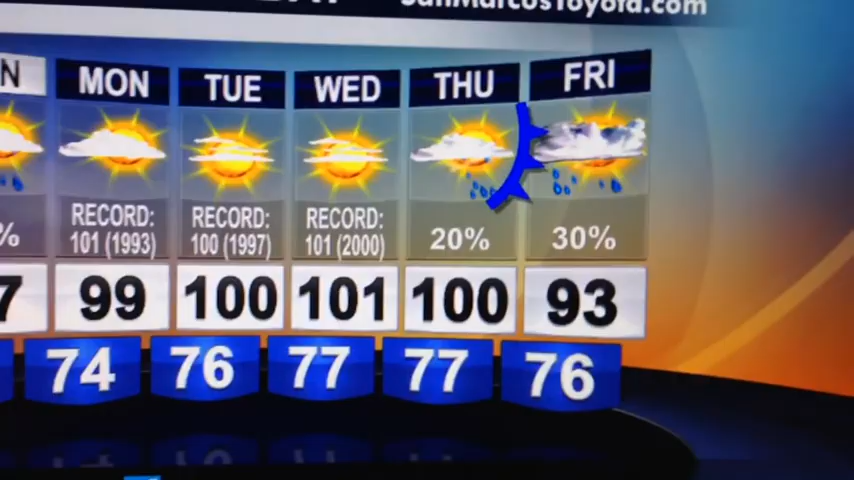 SanMarcosToyota.com
N MON TUE WED THU FRI
RECORD: RECORD: RECORD:
% 101 (1993) 100 (1997) 101 (2000) 20% 30%
7 99 100 101 100 93
74 76 77 77 76